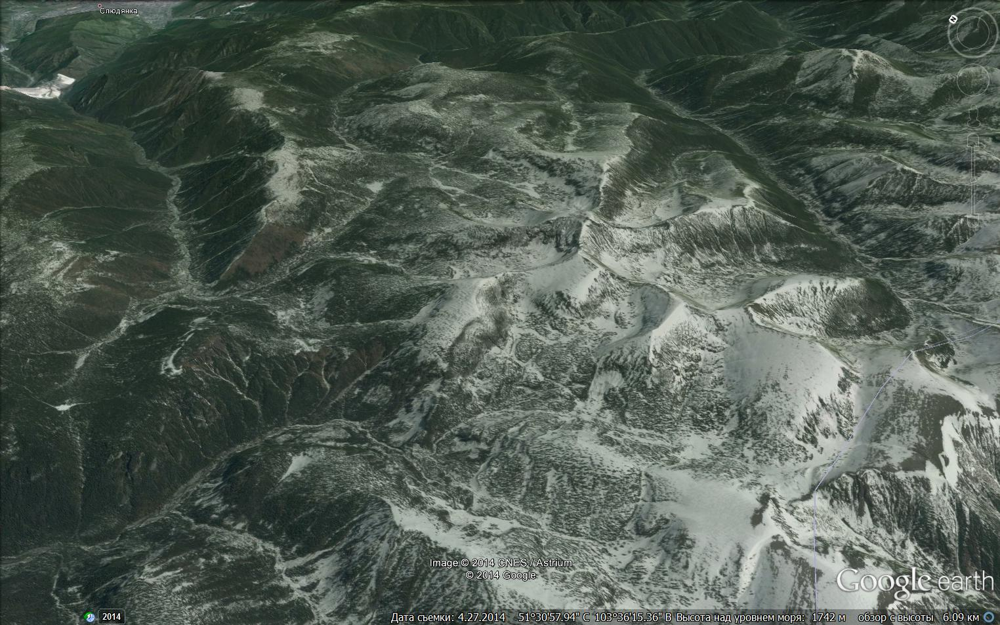 Слюдянка
N
Image © 2014 CNES / Astrium
© 2014 Google
Google earth
2014
Дата съемки: 4.27.2014 51°30'57.94" С 103°36'15.36" В Высота над уровнем моря: 1742 м обзор с высоты 6.09 км